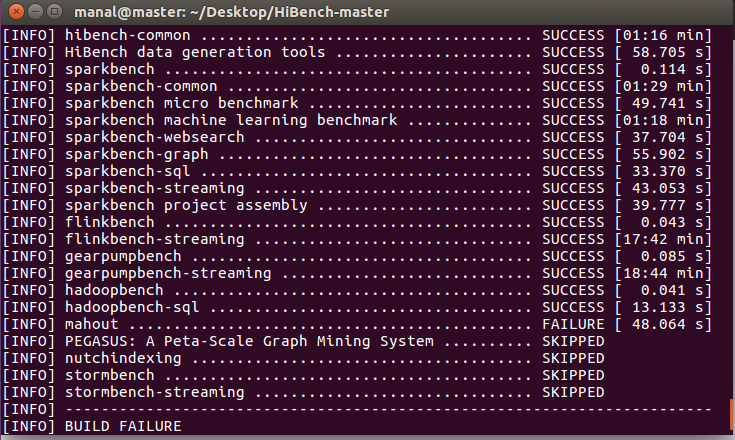 manal@master: ~/Desktop/HiBench-master
[INFO] hibench-common ..................................... SUCCESS [01:16 min]
[INFO] HiBench data generation tools ...................... SUCCESS [ 58.705 s]
[INFO] sparkbench ......................................... SUCCESS [  0.114 s]
[INFO] sparkbench-common .................................. SUCCESS [01:29 min]
[INFO] sparkbench micro benchmark ......................... SUCCESS [ 49.741 s]
[INFO] sparkbench machine learning benchmark .............. SUCCESS [01:18 min]
[INFO] sparkbench-websearch ............................... SUCCESS [ 37.704 s]
[INFO] sparkbench-graph ................................... SUCCESS [ 55.902 s]
[INFO] sparkbench-sql ..................................... SUCCESS [ 33.370 s]
[INFO] sparkbench-streaming ............................... SUCCESS [ 43.053 s]
[INFO] sparkbench project assembly ........................ SUCCESS [ 39.777 s]
[INFO] flinkbench ......................................... SUCCESS [  0.043 s]
[INFO] flinkbench-streaming ............................... SUCCESS [17:42 min]
[INFO] gearpumpbench ...................................... SUCCESS [  0.085 s]
[INFO] gearpumpbench-streaming ............................ SUCCESS [18:44 min]
[INFO] hadoopbench ........................................ SUCCESS [  0.041 s]
[INFO] hadoopbench-sql .................................... SUCCESS [ 13.133 s]
[INFO] mahout ............................................. FAILURE [ 48.064 s]
[INFO] PEGASUS: A Peta-Scale Graph Mining System .......... SKIPPED
[INFO] nutchindexing ...................................... SKIPPED
[INFO] stormbench ......................................... SKIPPED
[INFO] stormbench-streaming ............................... SKIPPED
[INFO] ------------------------------------------------------------------------
[INFO] BUILD FAILURE